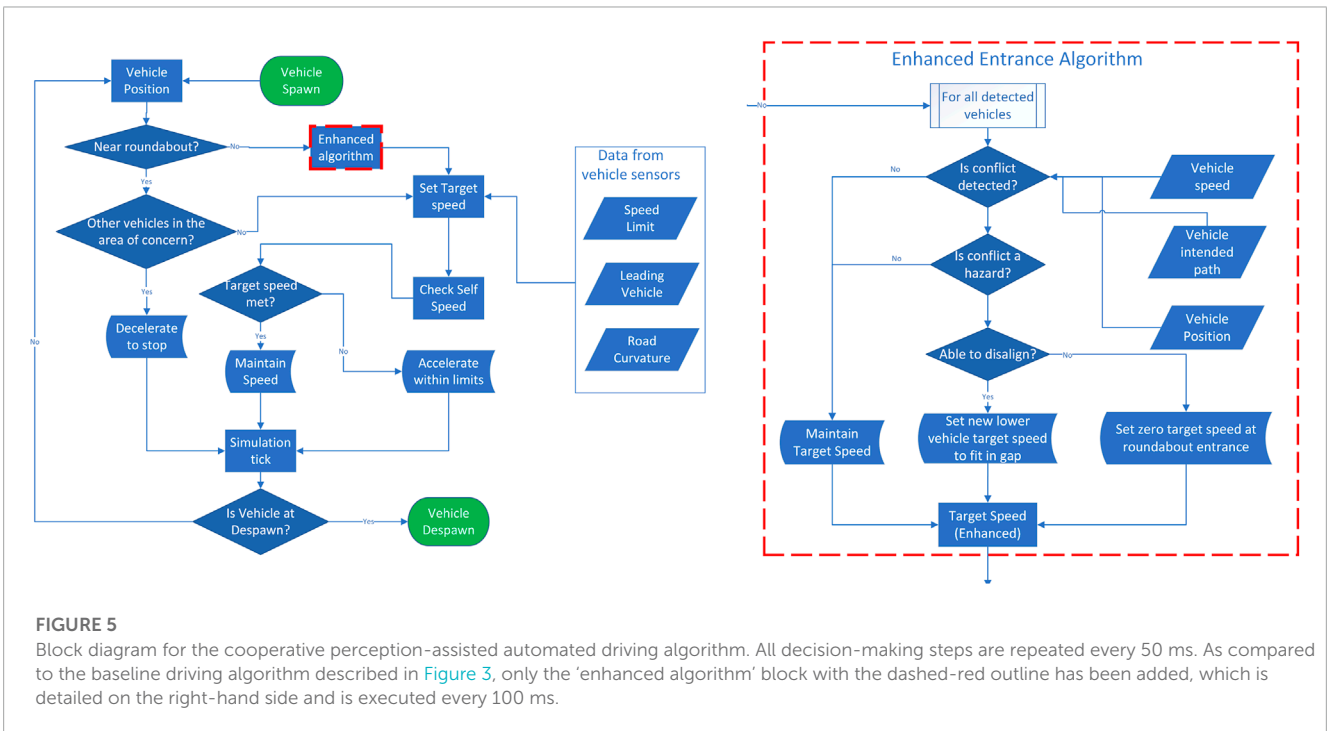 Vehicle
Position
Vehicle
Spawn
Near roundabout?
No
Enhanced
algorithm
Yes
Other vehicles in the
area of concern?
No
Set Target
speed
Data from
vehicle sensors
Speed
Limit
Leading
Vehicle
Road
Curvature
Yes
Target speed
met?
Check Self
Speed
Decelerate
to stop
No
Yes
Maintain
Speed
No
Accelerate
within limits
Simulation
tick
Is Vehicle at
Despawn?
Yes
Vehicle
Despawn
Enhanced Entrance Algorithm
No
For all detected
vehicles
No
Is conflict
detected?
Vehicle
speed
Vehicle
intended
path
No
Is conflict a
hazard?
Vehicle
Position
Able to disalign?
No
Yes
Maintain
Target Speed
Set new lower
vehicle target speed
to fit in gap
Set zero target speed at
roundabout entrance
Target Speed
(Enhanced)
FIGURE 5
Block diagram for the cooperative perception-assisted automated driving algorithm. All decision-making steps are repeated every 50 ms. As compared
to the baseline driving algorithm described in Figure 3, only the ‘enhanced algorithm’ block with the dashed-red outline has been added, which is
detailed on the right-hand side and is executed every 100 ms.